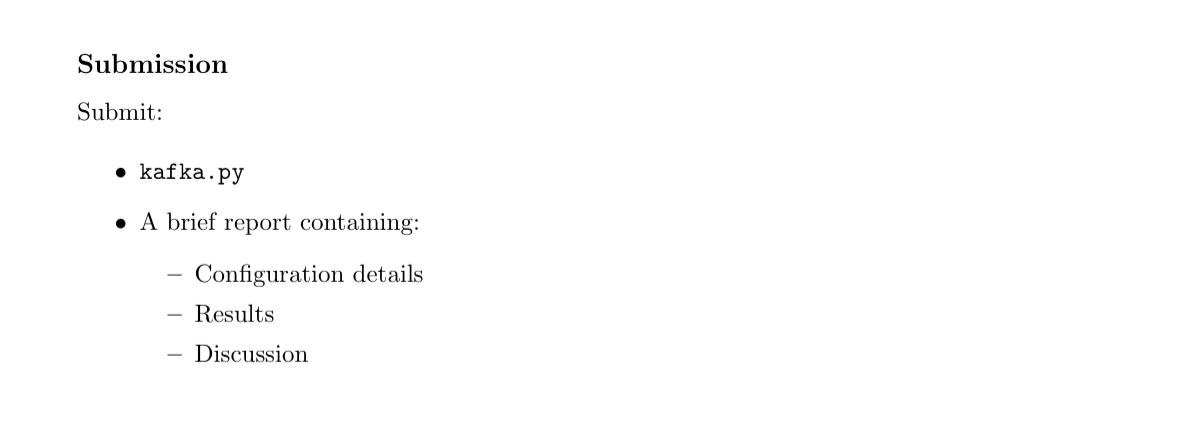 Submission
Submit:
• kafka.py
• A brief report containing:
– Configuration details
– Results
– Discussion